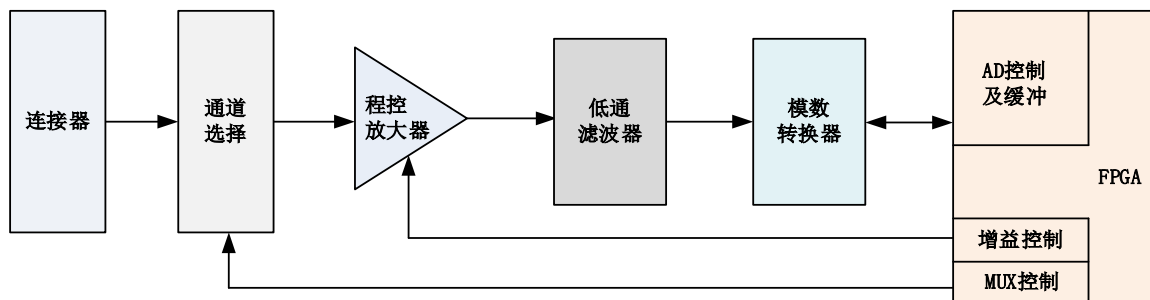 连接器
通道
选择
程控
放大器
低通
滤波器
模数
转换器
AD控制
及缓冲
FPGA
增益控制
MUX控制